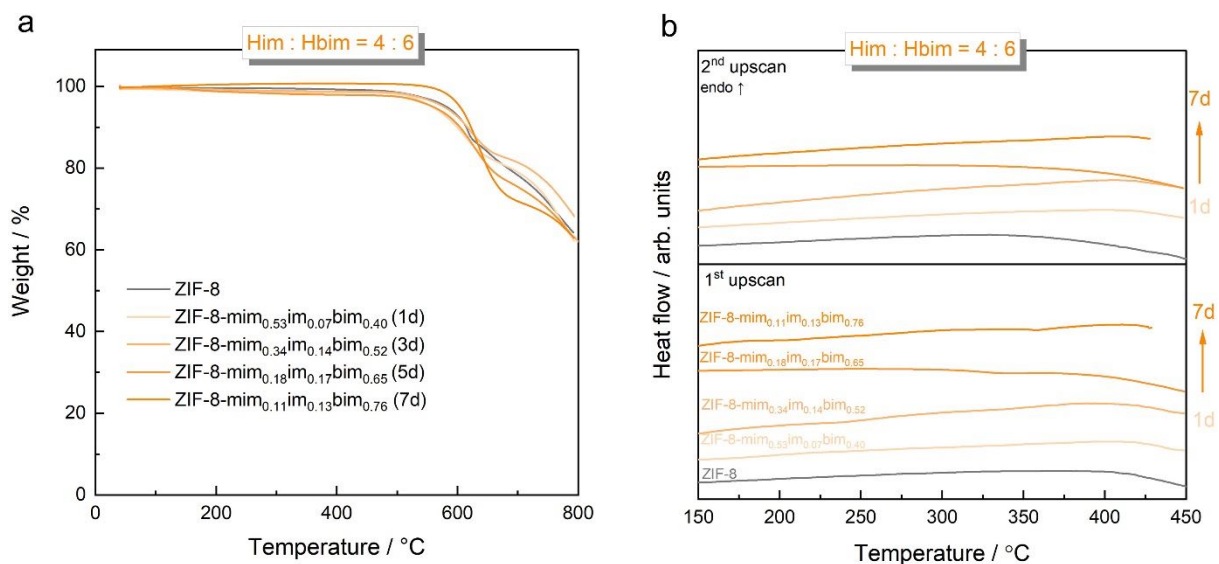 a
Him : Hbim = 4 : 6
Weight / %
100
80
60
40
20
0
ZIF-8
ZIF-8-mim0.53im0.07bim0.40 (1d)
ZIF-8-mim0.34im0.14bim0.52 (3d)
ZIF-8-mim0.18im0.17bim0.65 (5d)
ZIF-8-mim0.11im0.13bim0.76 (7d)
0 200 400 600 800
Temperature / °C
b
Him : Hbim = 4 : 6
Heat flow / arb. units
2nd upscan
endo ↑
7d
1d
1st upscan
ZIF-8-mim0.11im0.13bim0.76
7d
ZIF-8-mim0.18im0.17bim0.65
ZIF-8-mim0.34im0.14bim0.52
1d
ZIF-8-mim0.53im0.07bim0.40
ZIF-8
150 200 250 300 350 400 450
Temperature / °C